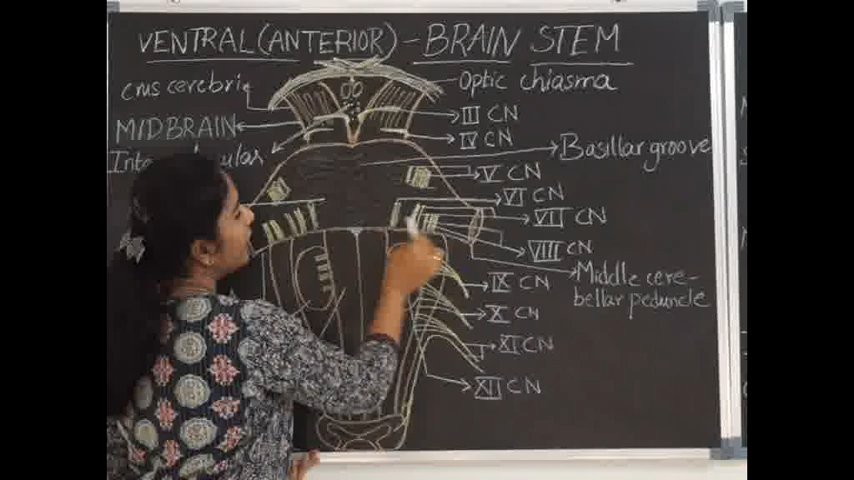 VENTRAL (ANTERIOR) - BRAIN STEM
crus cerebri
Optic chiasma
III CN
MIDBRAIN
IV CN
Basillar groove
V CN
VI CN
VII CN
VIII CN
Middle cere-
bellar peduncle
IX CN
X CN
XI CN
XII CN